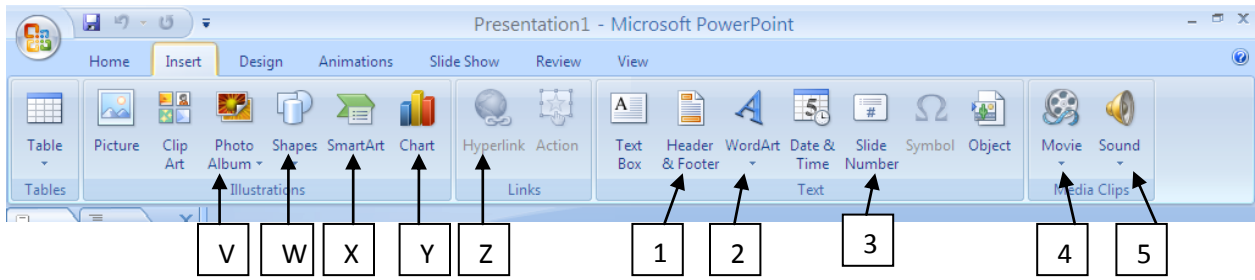 Presentation1 - Microsoft PowerPoint
Home Insert Design Animations Slide Show Review View
Table Picture Clip Art Photo Album Shapes SmartArt Chart Hyperlink Action Text Box Header & Footer WordArt Date & Time Slide Number Symbol Object Movie Sound
Tables Illustrations Links Text Media Clips
V W X Y Z 1 2 3 4 5